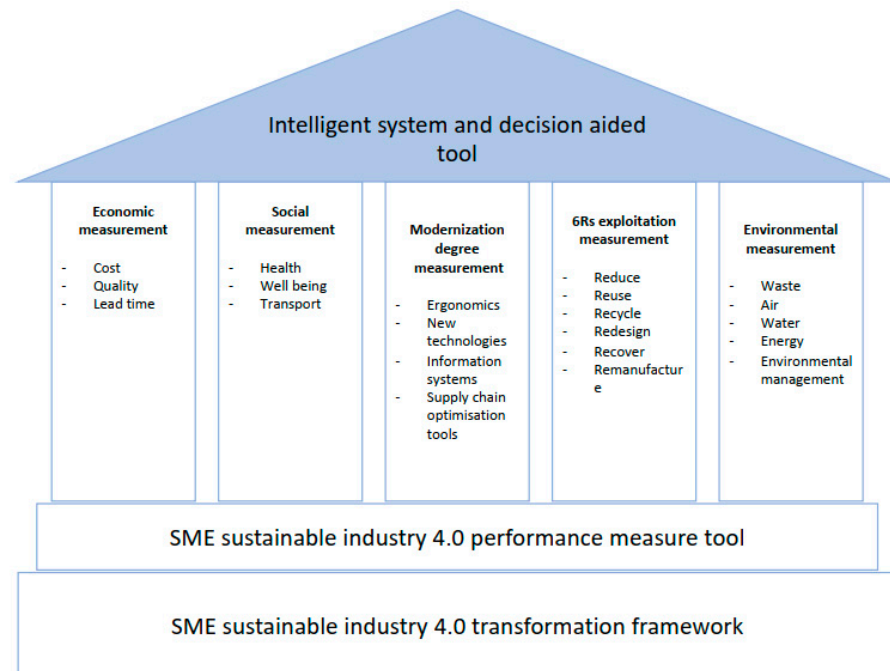 Intelligent system and decision aided
tool
Economic
measurement
- Cost
- Quality
- Lead time
Social
measurement
- Health
- Well being
- Transport
Modernization
degree
measurement
- Ergonomics
- New
technologies
- Information
systems
- Supply chain
optimisation
tools
6Rs exploitation
measurement
- Reduce
- Reuse
- Recycle
- Redesign
- Recover
- Remanufactur
e
Environmental
measurement
- Waste
- Air
- Water
- Energy
- Environmental
management
SME sustainable industry 4.0 performance measure tool
SME sustainable industry 4.0 transformation framework